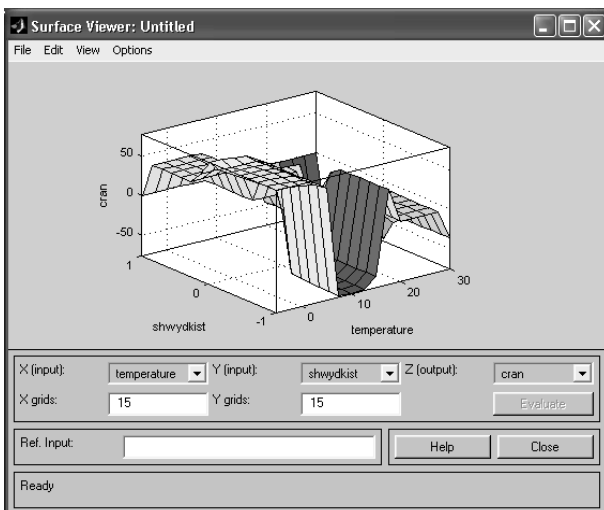 Surface Viewer: Untitled
File Edit View Options
50
0
-50
cran
1
0
-1
shwydkist
0
10
20
30
temperature
X (input): temperature Y (input): shwydkist Z (output): cran
X grids: 15 Y grids: 15 Evaluate
Ref. Input: Help Close
Ready